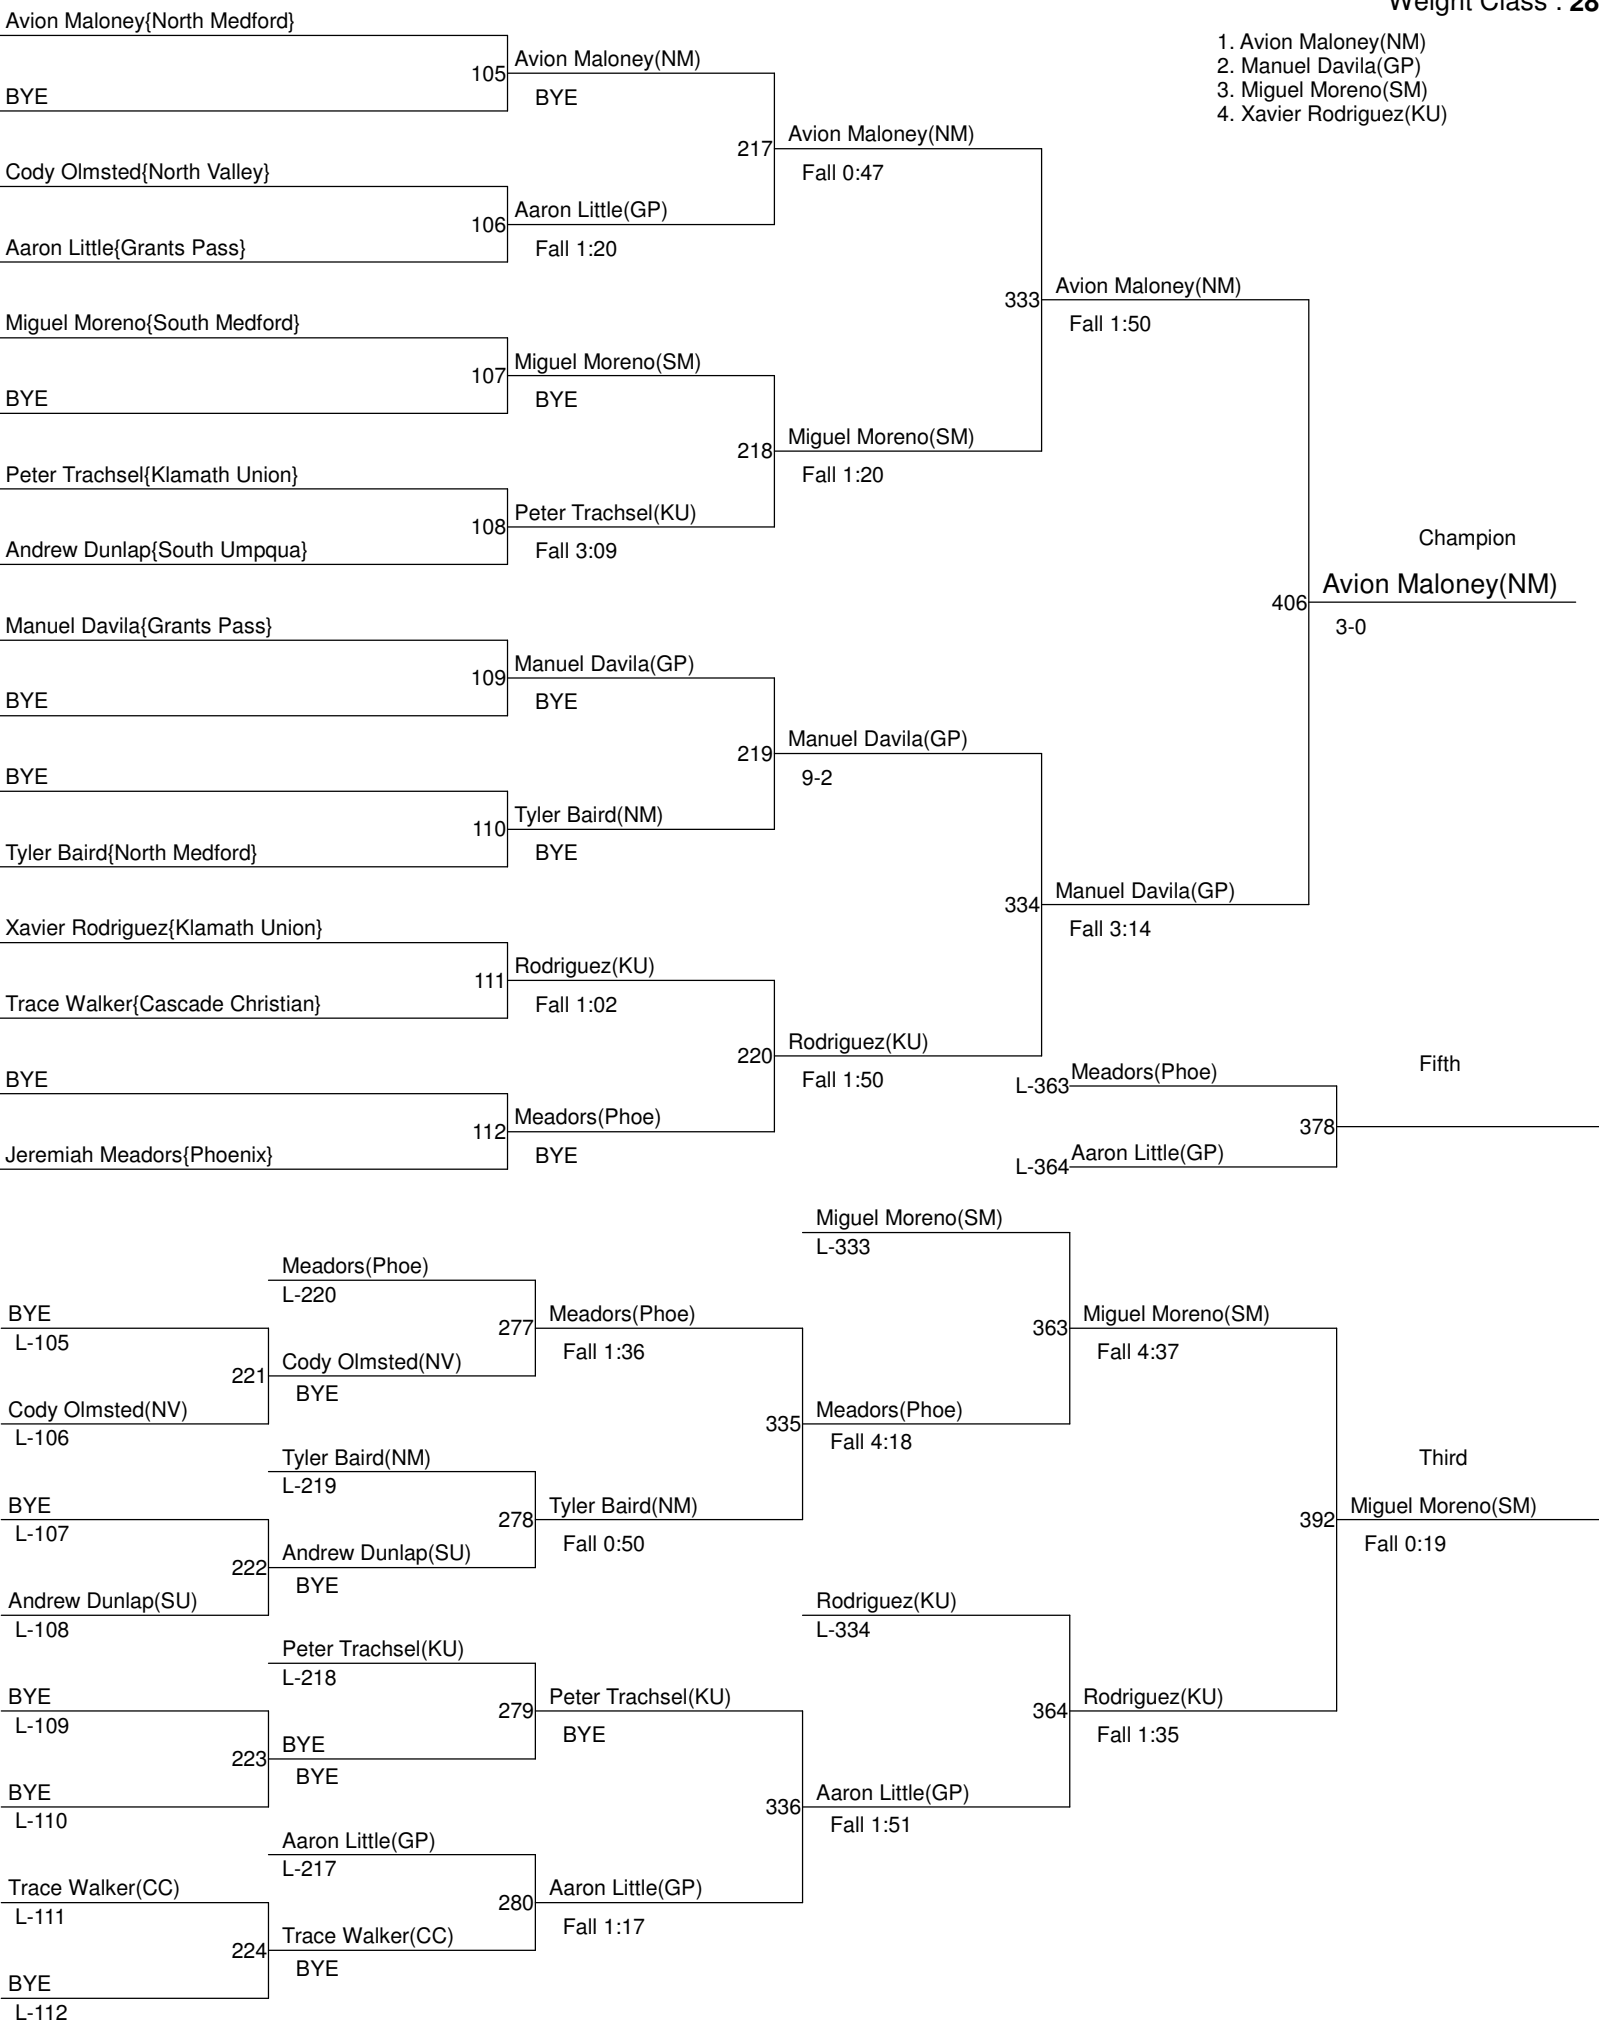 Weight Class : 28
1. Avion Maloney(NM)
2. Manuel Davila(GP)
3. Miguel Moreno(SM)
4. Xavier Rodriguez(KU)
Avion Maloney{North Medford}
105
Avion Maloney(NM)
BYE
BYE
217
Avion Maloney(NM)
Fall 0:47
Cody Olmsted{North Valley}
106
Aaron Little(GP)
Aaron Little{Grants Pass}
Fall 1:20
333
Avion Maloney(NM)
Fall 1:50
Miguel Moreno{South Medford}
107
Miguel Moreno(SM)
BYE
BYE
218
Miguel Moreno(SM)
Fall 1:20
Peter Trachsel{Klamath Union}
108
Peter Trachsel(KU)
Andrew Dunlap{South Umpqua}
Fall 3:09
Champion
406
Avion Maloney(NM)
3-0
Manuel Davila{Grants Pass}
109
Manuel Davila(GP)
BYE
BYE
219
Manuel Davila(GP)
9-2
BYE
110
Tyler Baird(NM)
Tyler Baird{North Medford}
BYE
334
Manuel Davila(GP)
Fall 3:14
Xavier Rodriguez{Klamath Union}
111
Rodriguez(KU)
Trace Walker{Cascade Christian}
Fall 1:02
220
Rodriguez(KU)
Fall 1:50
BYE
112
Meadors(Phoe)
Jeremiah Meadors{Phoenix}
BYE
L-363
Meadors(Phoe)
Fifth
378
L-364
Aaron Little(GP)
Miguel Moreno(SM)
L-333
Meadors(Phoe)
L-220
BYE
L-105
277
Meadors(Phoe)
Fall 1:36
363
Miguel Moreno(SM)
Fall 4:37
221
Cody Olmsted(NV)
BYE
Cody Olmsted(NV)
L-106
335
Meadors(Phoe)
Fall 4:18
Tyler Baird(NM)
L-219
Third
BYE
L-107
278
Tyler Baird(NM)
Fall 0:50
392
Miguel Moreno(SM)
Fall 0:19
222
Andrew Dunlap(SU)
BYE
Andrew Dunlap(SU)
L-108
Rodriguez(KU)
L-334
Peter Trachsel(KU)
L-218
BYE
L-109
279
Peter Trachsel(KU)
BYE
364
Rodriguez(KU)
Fall 1:35
223
BYE
BYE
BYE
L-110
336
Aaron Little(GP)
Fall 1:51
Aaron Little(GP)
L-217
Trace Walker(CC)
L-111
280
Aaron Little(GP)
Fall 1:17
224
Trace Walker(CC)
BYE
BYE
L-112